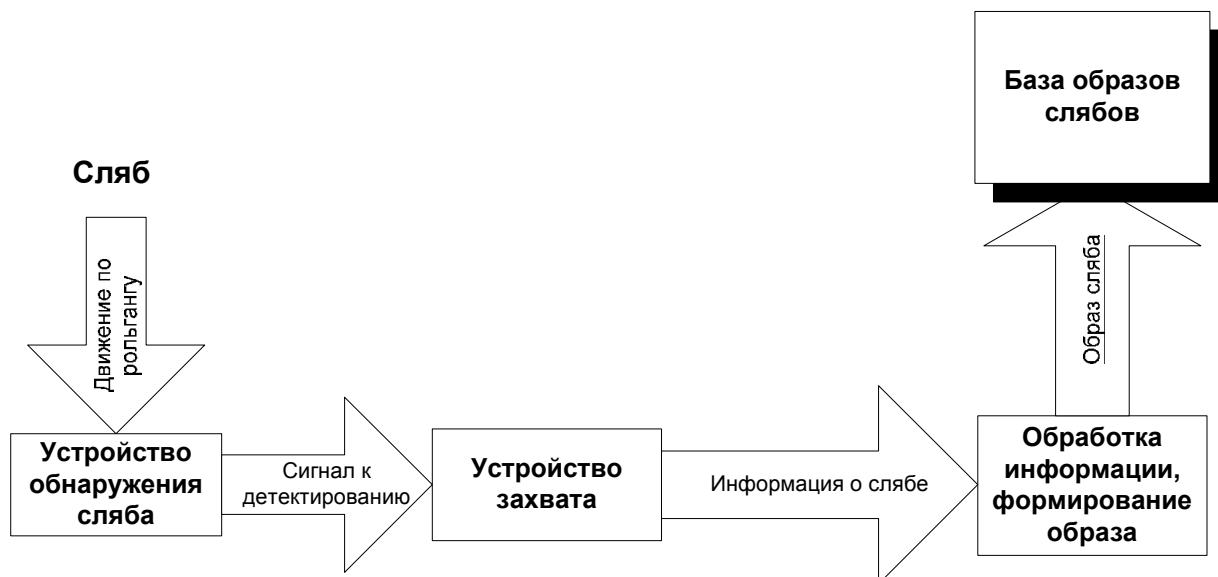 База образов
слябов
Сляб
Движение по
рольгангу
Образ сляба
Устройство
обнаружения
сляба
Сигнал к
детектированию
Устройство
захвата
Информация о слябе
Обработка
информации,
формирование
образа